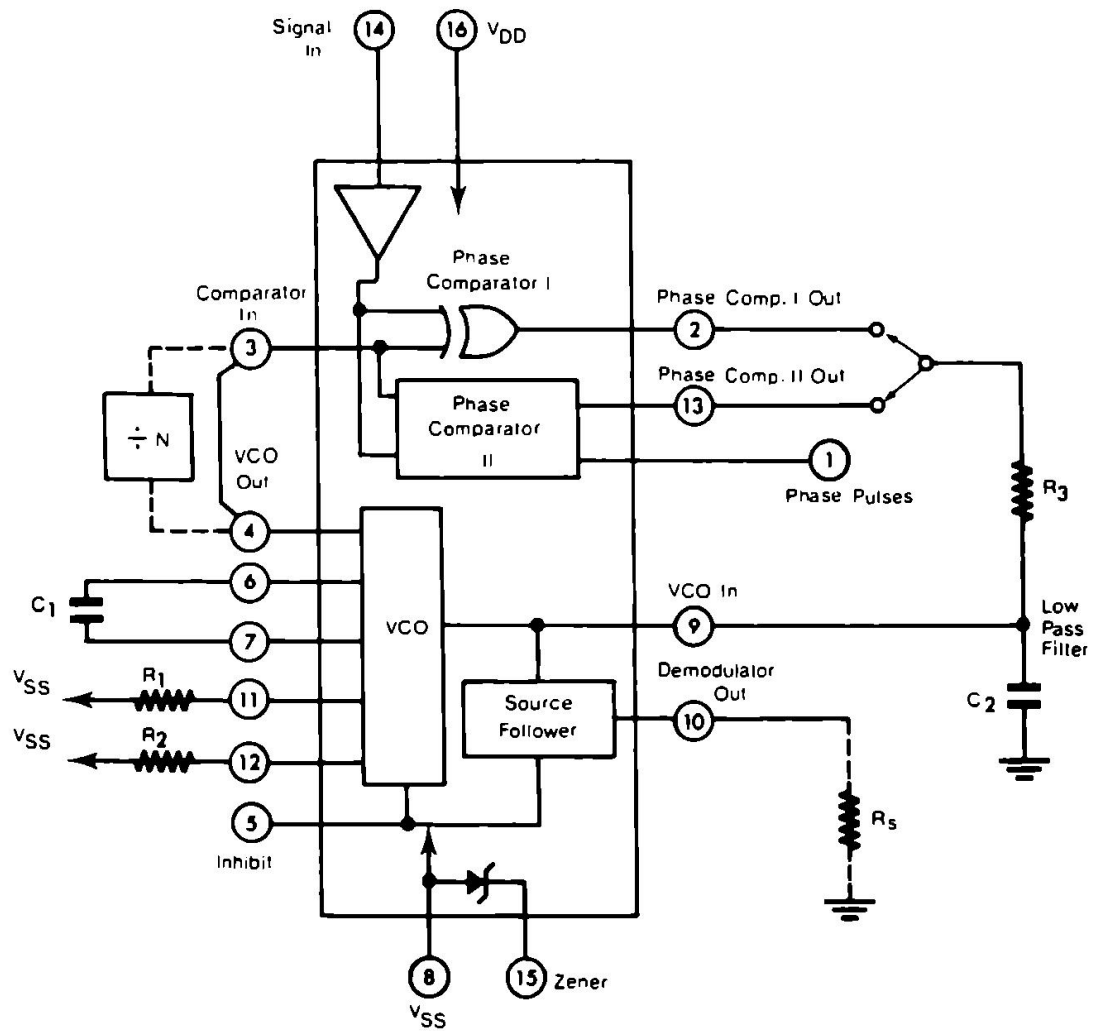 Signal In
14
16
VDD
Phase
Comparator I
Comparator
In
3
Phase Comp. I Out
2
Phase Comp. II Out
13
Phase
Comparator
II
÷ N
VCO
Out
1
Phase Pulses
R3
4
6
C1
7
VCO
VCO In
9
Low
Pass
Filter
Demodulator
Out
VSS
R1
11
Source
Follower
10
C2
VSS
R2
12
5
Inhibit
Rs
8
VSS
15
Zener